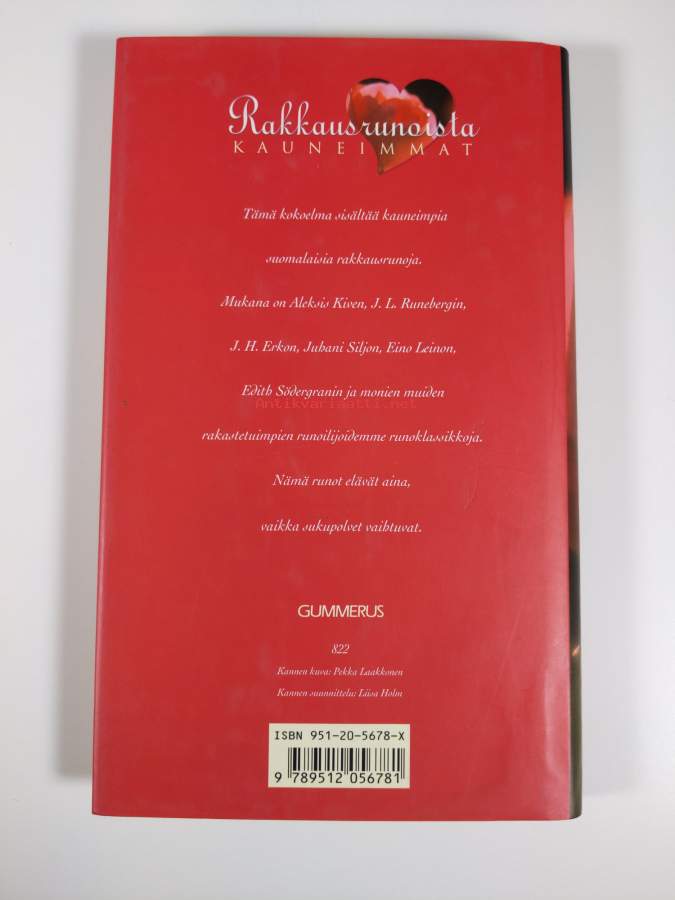 Rakkausrunoista
KAUNEIMMAT
Tämä kokoelma sisältää kauneimpia
suomalaisia rakkausrunoja.
Mukana on Aleksis Kiven, J. L. Runebergin,
J. H. Erkon, Juhani Siljon, Eino Leinon,
Edith Södergranin ja monien muiden
Antikvariaatti.net
rakastetuimpien runoilijoidemme runoklassikkoja.
Nämä runot elävät aina,
vaikka sukupolvet vaihtuvat.
GUMMERUS
822
Kannen kuva: Pekka Laakkonen
Kannen suunnittelu: Liisa Holm
ISBN 951-20-5678-X
9 789512 056781